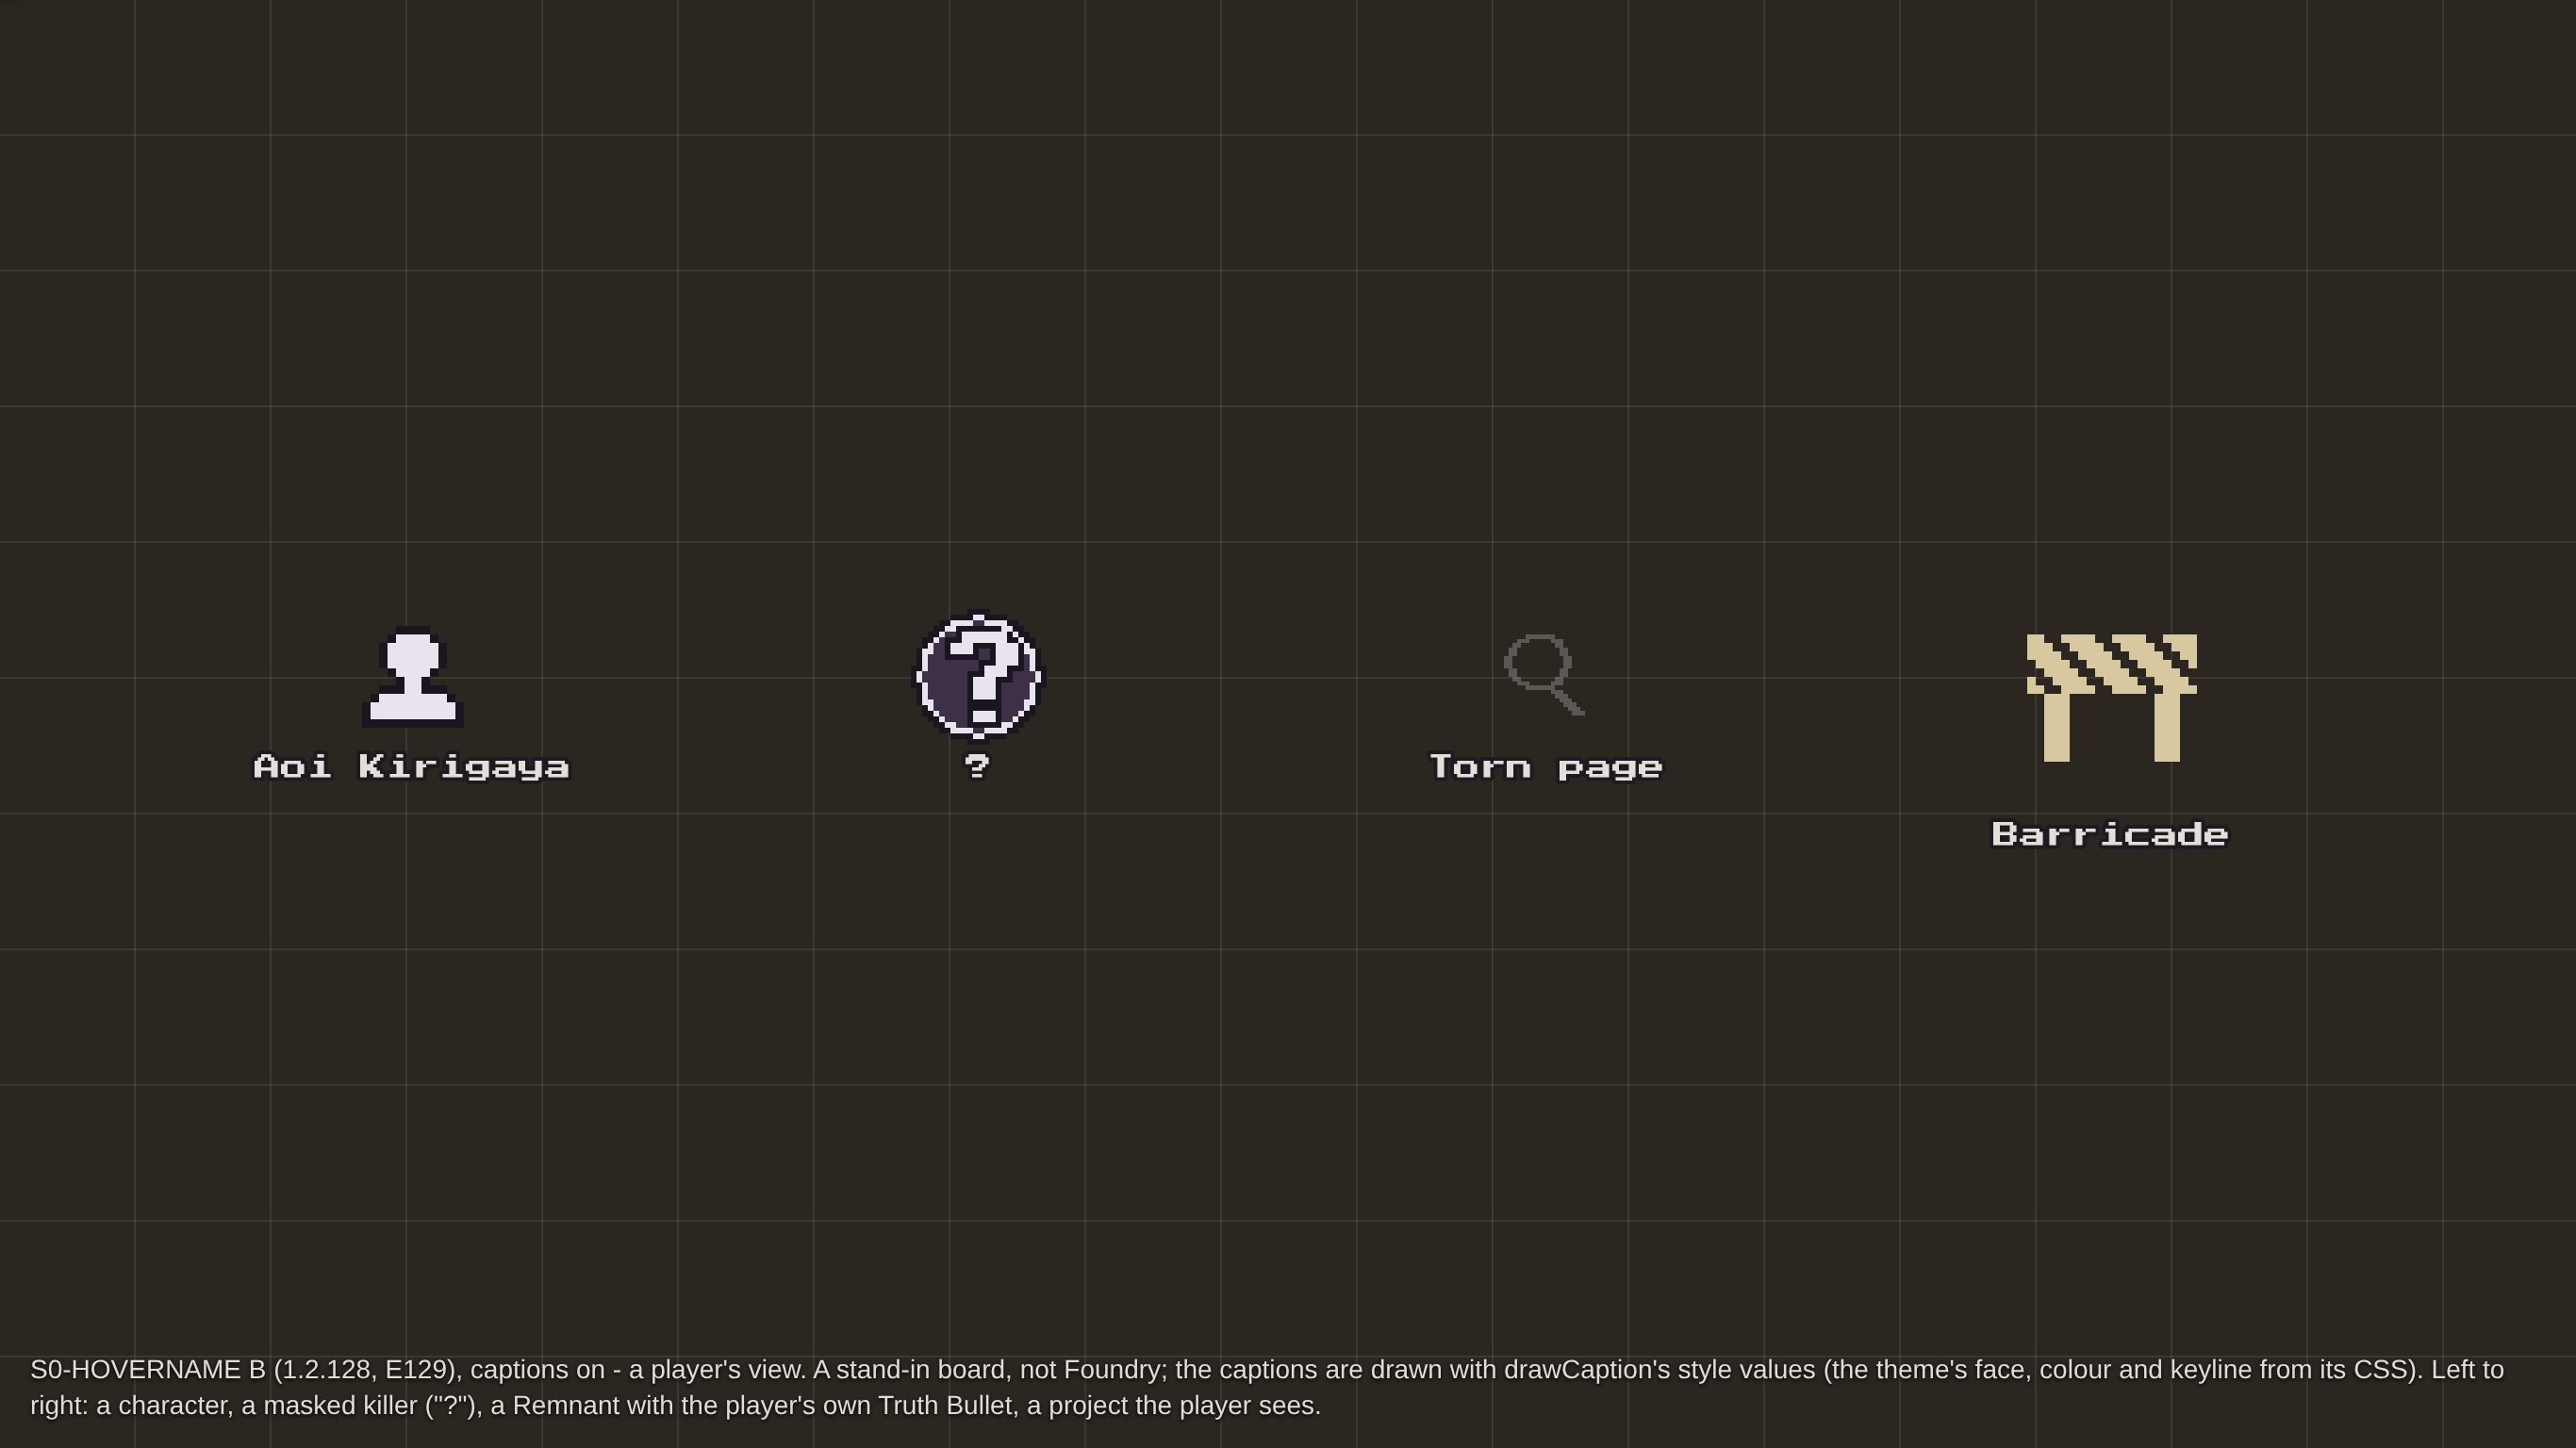 Aoi Kirigaya
?
?
Torn page
Barricade
S0-HOVERNAME B (1.2.128, E129), captions on - a player's view. A stand-in board, not Foundry; the captions are drawn with drawCaption's style values (the theme's face, colour and keyline from its CSS). Left to
right: a character, a masked killer ("?"), a Remnant with the player's own Truth Bullet, a project the player sees.